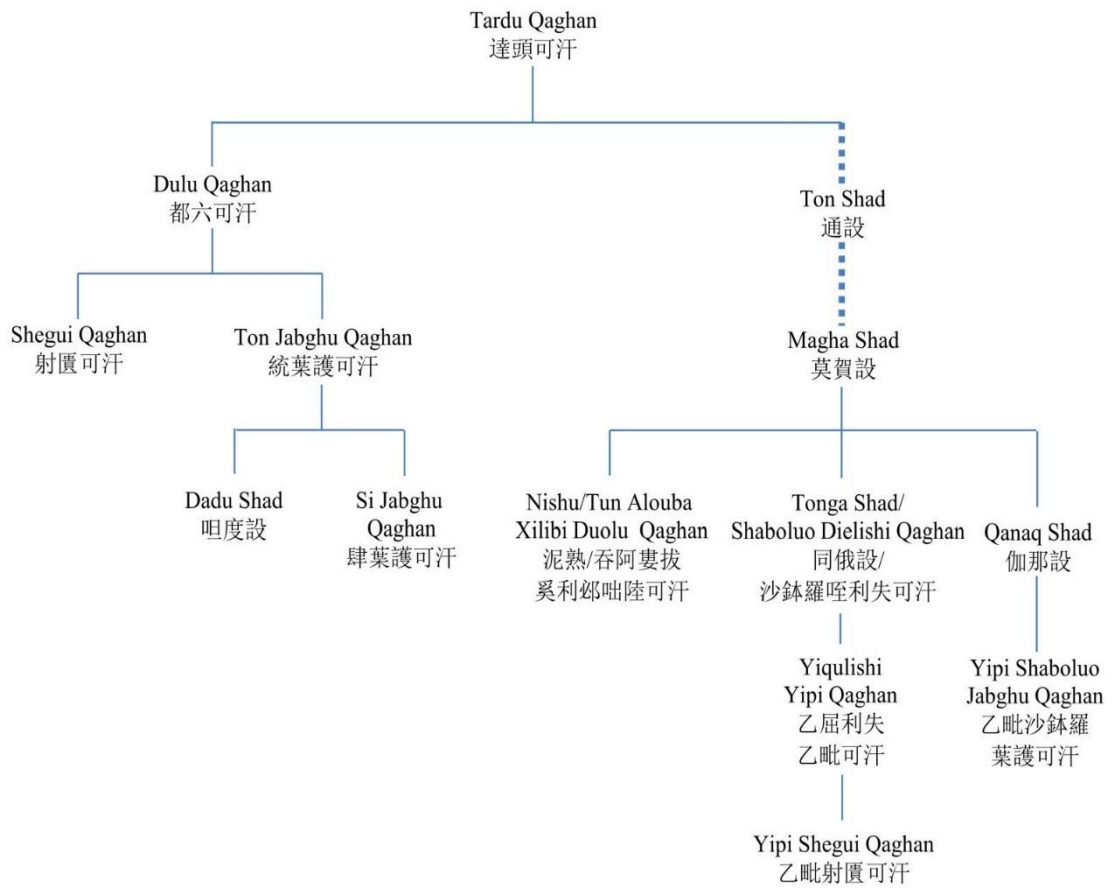 Tardu Qaghan
達頭可汗
Dulu Qaghan
都六可汗
Ton Shad
通設
Shegui Qaghan
射匱可汗
Ton Jabghu Qaghan
統葉護可汗
Magha Shad
莫賀設
Dadu Shad
咀度設
Si Jabghu
Qaghan
肆葉護可汗
Nishu/Tun Alouba
Xilibi Duolu Qaghan
泥熟/吞阿婁拔
奚利邲咄陸可汗
Tonga Shad/
Shaboluo Dielishi Qaghan
同俄設/
沙鉢羅咥利失可汗
Qanaq Shad
伽那設
Yiqulishi
Yipi Qaghan
乙屈利失
乙毗可汗
Yipi Shaboluo
Jabghu Qaghan
乙毗沙鉢羅
葉護可汗
Yipi Shegui Qaghan
乙毗射匱可汗